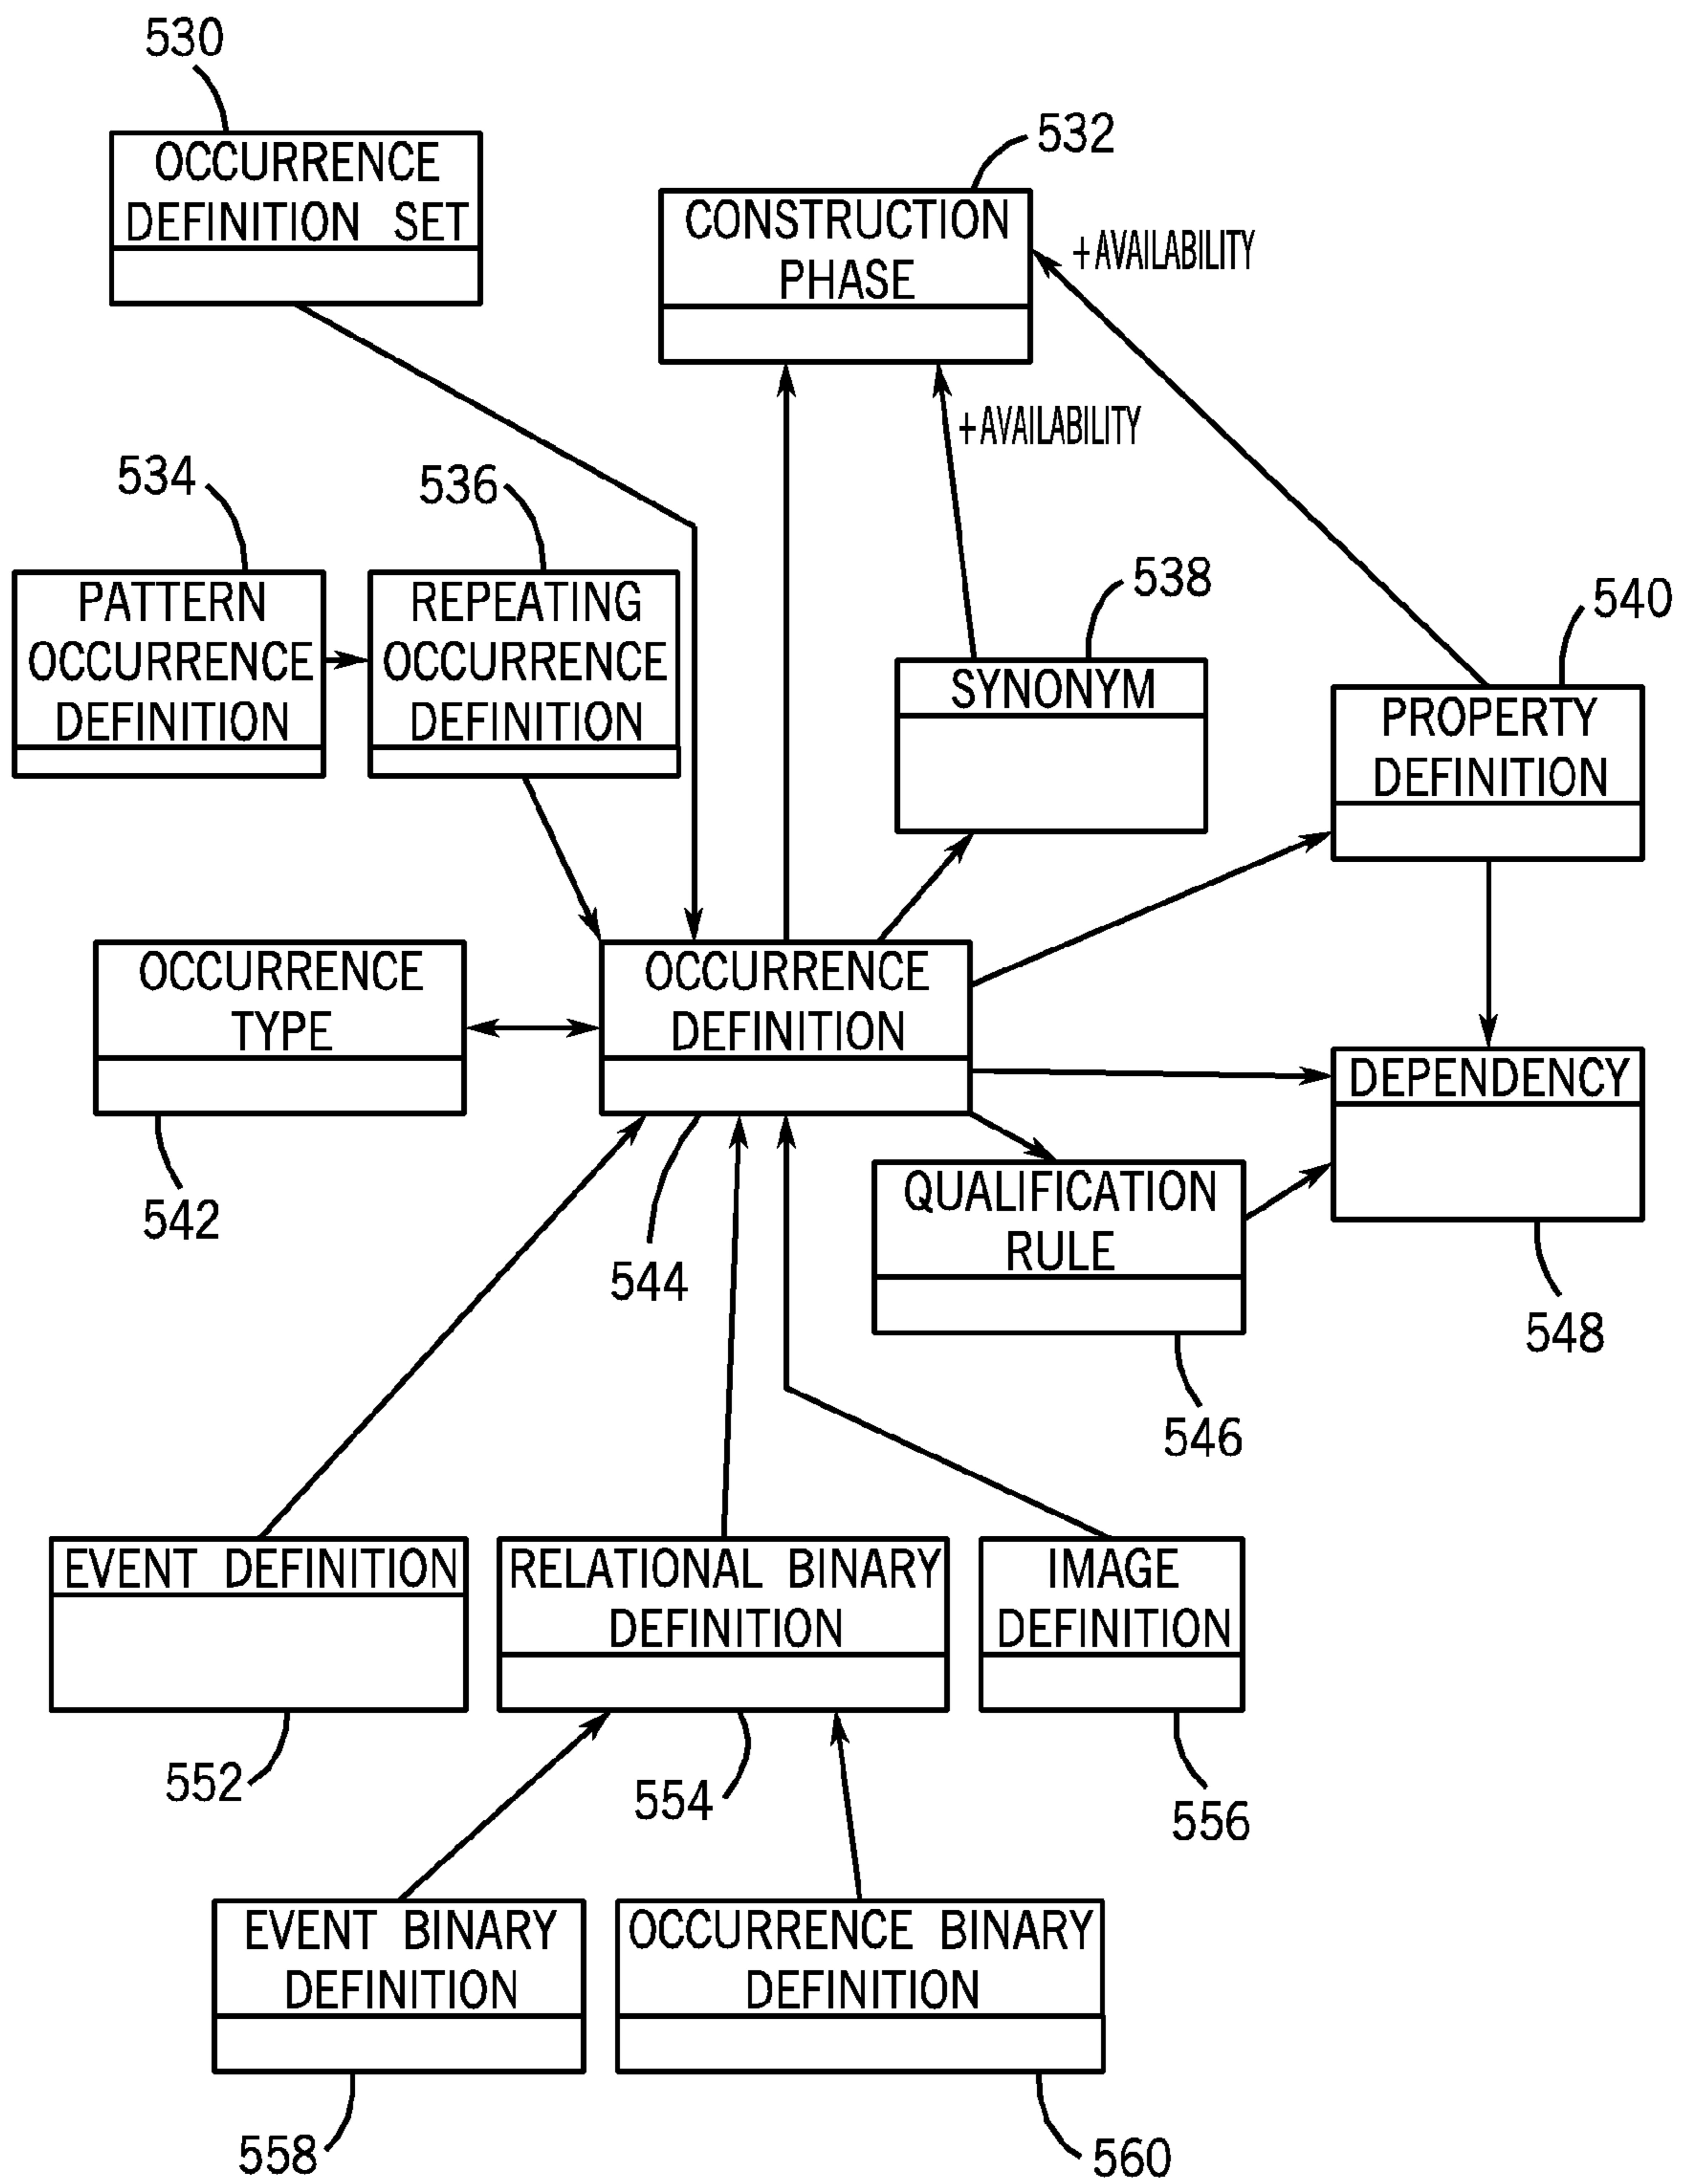 530
OCCURRENCE
DEFINITION SET
532
CONSTRUCTION
PHASE
+AVAILABILITY
+AVAILABILITY
534
PATTERN
OCCURRENCE
DEFINITION
536
REPEATING
OCCURRENCE
DEFINITION
538
SYNONYM
540
PROPERTY
DEFINITION
OCCURRENCE
TYPE
542
OCCURRENCE
DEFINITION
544
DEPENDENCY
548
QUALIFICATION
RULE
546
EVENT DEFINITION
552
RELATIONAL BINARY
DEFINITION
554
IMAGE
DEFINITION
556
EVENT BINARY
DEFINITION
558
OCCURRENCE BINARY
DEFINITION
560